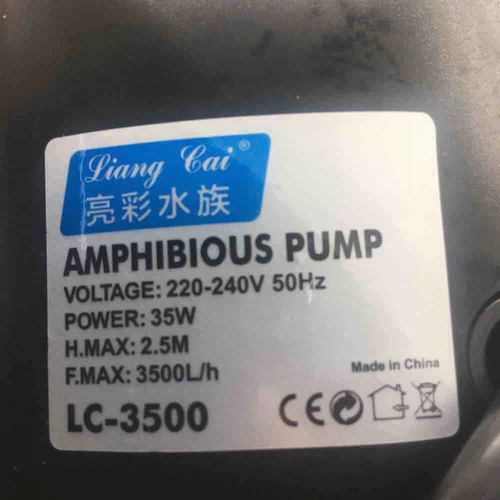 Liang Cai®
亮彩水族
AMPHIBIOUS PUMP
VOLTAGE: 220-240V 50Hz
POWER: 35W
H.MAX: 2.5M
F.MAX: 3500L/h
Made in China
LC-3500
CE